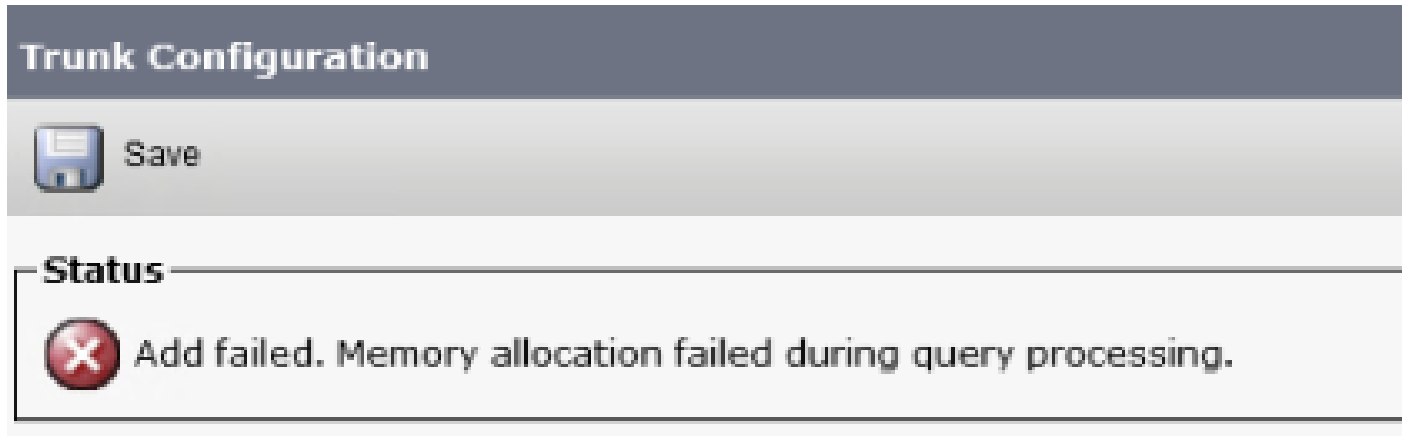 Trunk Configuration
Save
Status
Add failed. Memory allocation failed during query processing.